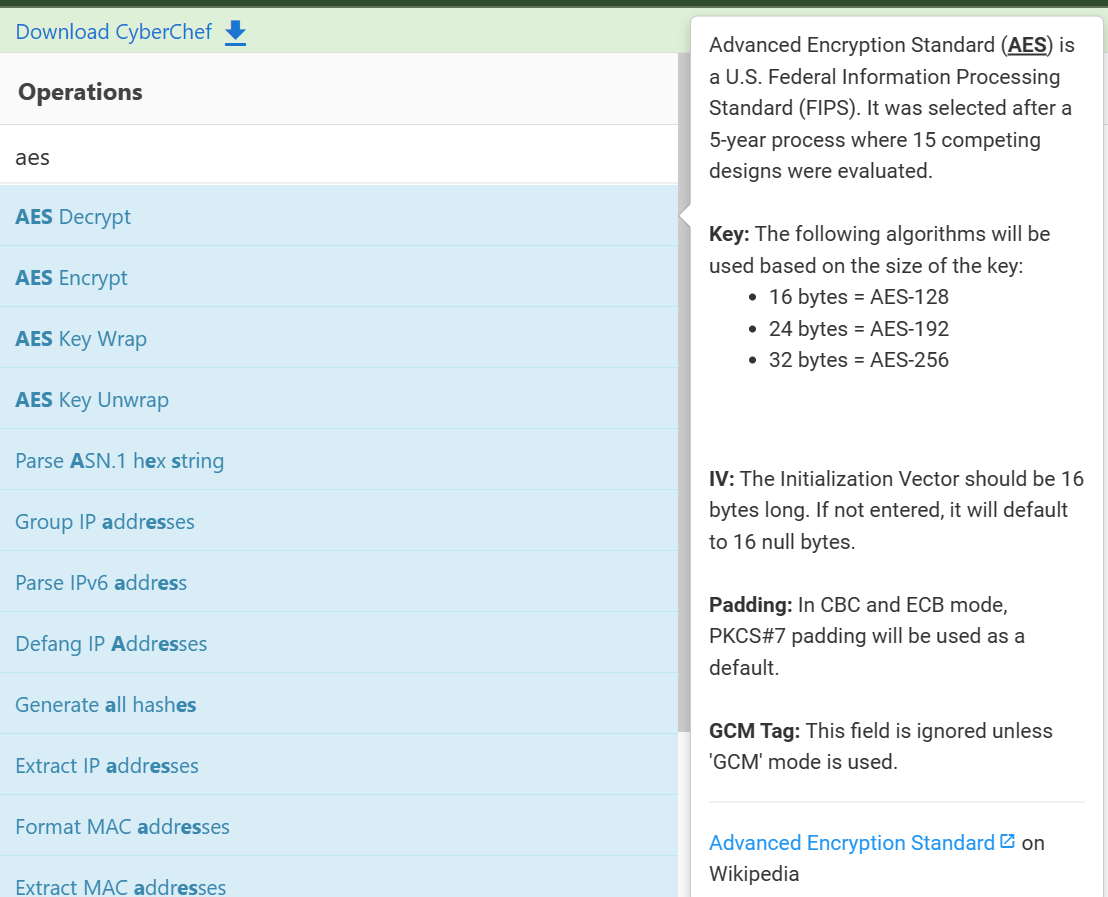 Download CyberChef
Operations
aes
AES Decrypt
AES Encrypt
AES Key Wrap
AES Key Unwrap
Parse ASN.1 hex string
Group IP addresses
Parse IPv6 address
Defang IP Addresses
Generate all hashes
Extract IP addresses
Format MAC addresses
Extract MAC addresses
Advanced Encryption Standard (AES) is
a U.S. Federal Information Processing
Standard (FIPS). It was selected after a
5-year process where 15 competing
designs were evaluated.
Key: The following algorithms will be
used based on the size of the key:
• 16 bytes = AES-128
• 24 bytes = AES-192
• 32 bytes = AES-256
IV: The Initialization Vector should be 16
bytes long. If not entered, it will default
to 16 null bytes.
Padding: In CBC and ECB mode,
PKCS#7 padding will be used as a
default.
GCM Tag: This field is ignored unless
'GCM' mode is used.
Advanced Encryption Standard on
Wikipedia